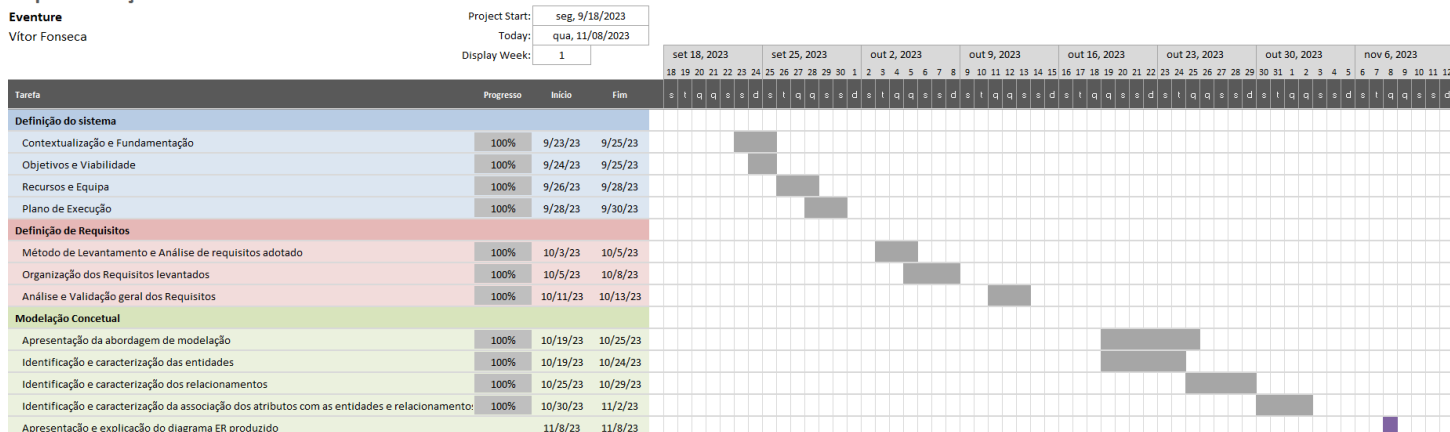 Eventure
Project Start: seg, 9/18/2023
Vítor Fonseca
Today: qua, 11/08/2023
Display Week: 1
set 18, 2023 set 25, 2023 out 2, 2023 out 9, 2023 out 16, 2023 out 23, 2023 out 30, 2023 nov 6, 2023
18 19 20 21 22 23 24 25 26 27 28 29 30 1 2 3 4 5 6 7 8 9 10 11 12 13 14 15 16 17 18 19 20 21 22 23 24 25 26 27 28 29 30 31 1 2 3 4 5 6 7 8 9 10 11 12
Tarefa Progresso Início Fim s t q q s s d s t q q s s d s t q q s s d s t q q s s d s t q q s s d s t q q s s d s t q q s s d s t q q s s d
Definição do sistema
Contextualização e Fundamentação 100% 9/23/23 9/25/23
Objetivos e Viabilidade 100% 9/24/23 9/25/23
Recursos e Equipa 100% 9/26/23 9/28/23
Plano de Execução 100% 9/28/23 9/30/23
Definição de Requisitos
Método de Levantamento e Análise de requisitos adotado 100% 10/3/23 10/5/23
Organização dos Requisitos levantados 100% 10/5/23 10/8/23
Análise e Validação geral dos Requisitos 100% 10/11/23 10/13/23
Modelação Concetual
Apresentação da abordagem de modelação 100% 10/19/23 10/25/23
Identificação e caracterização das entidades 100% 10/19/23 10/24/23
Identificação e caracterização dos relacionamentos 100% 10/25/23 10/29/23
Identificação e caracterização da associação dos atributos com as entidades e relacionamentos 100% 10/30/23 11/2/23
Apresentação e explicação do diagrama ER produzido 11/8/23 11/8/23